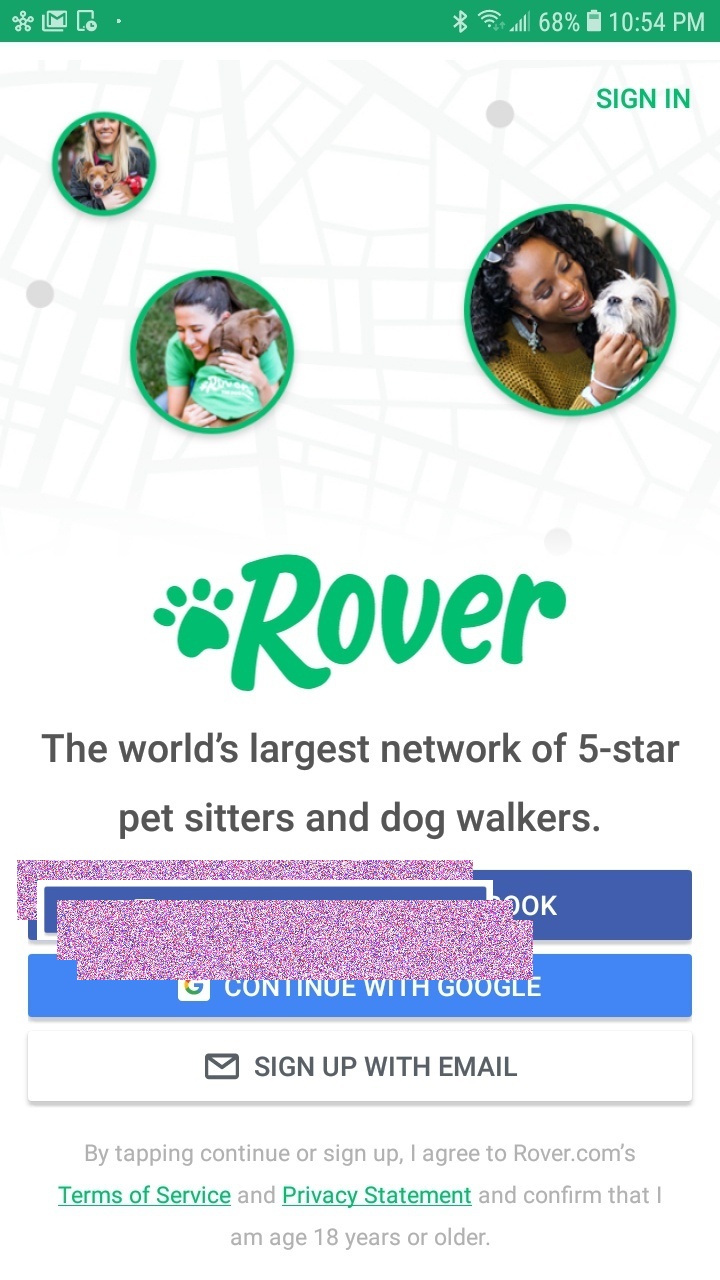 68% 10:54 PM
SIGN IN
Rover
Rover
The world's largest network of 5-star
pet sitters and dog walkers.
CONTINUE WITH GOOGLE
SIGN UP WITH EMAIL
By tapping continue or sign up, I agree to Rover.com's
Terms of Service and Privacy Statement and confirm that I
am age 18 years or older.